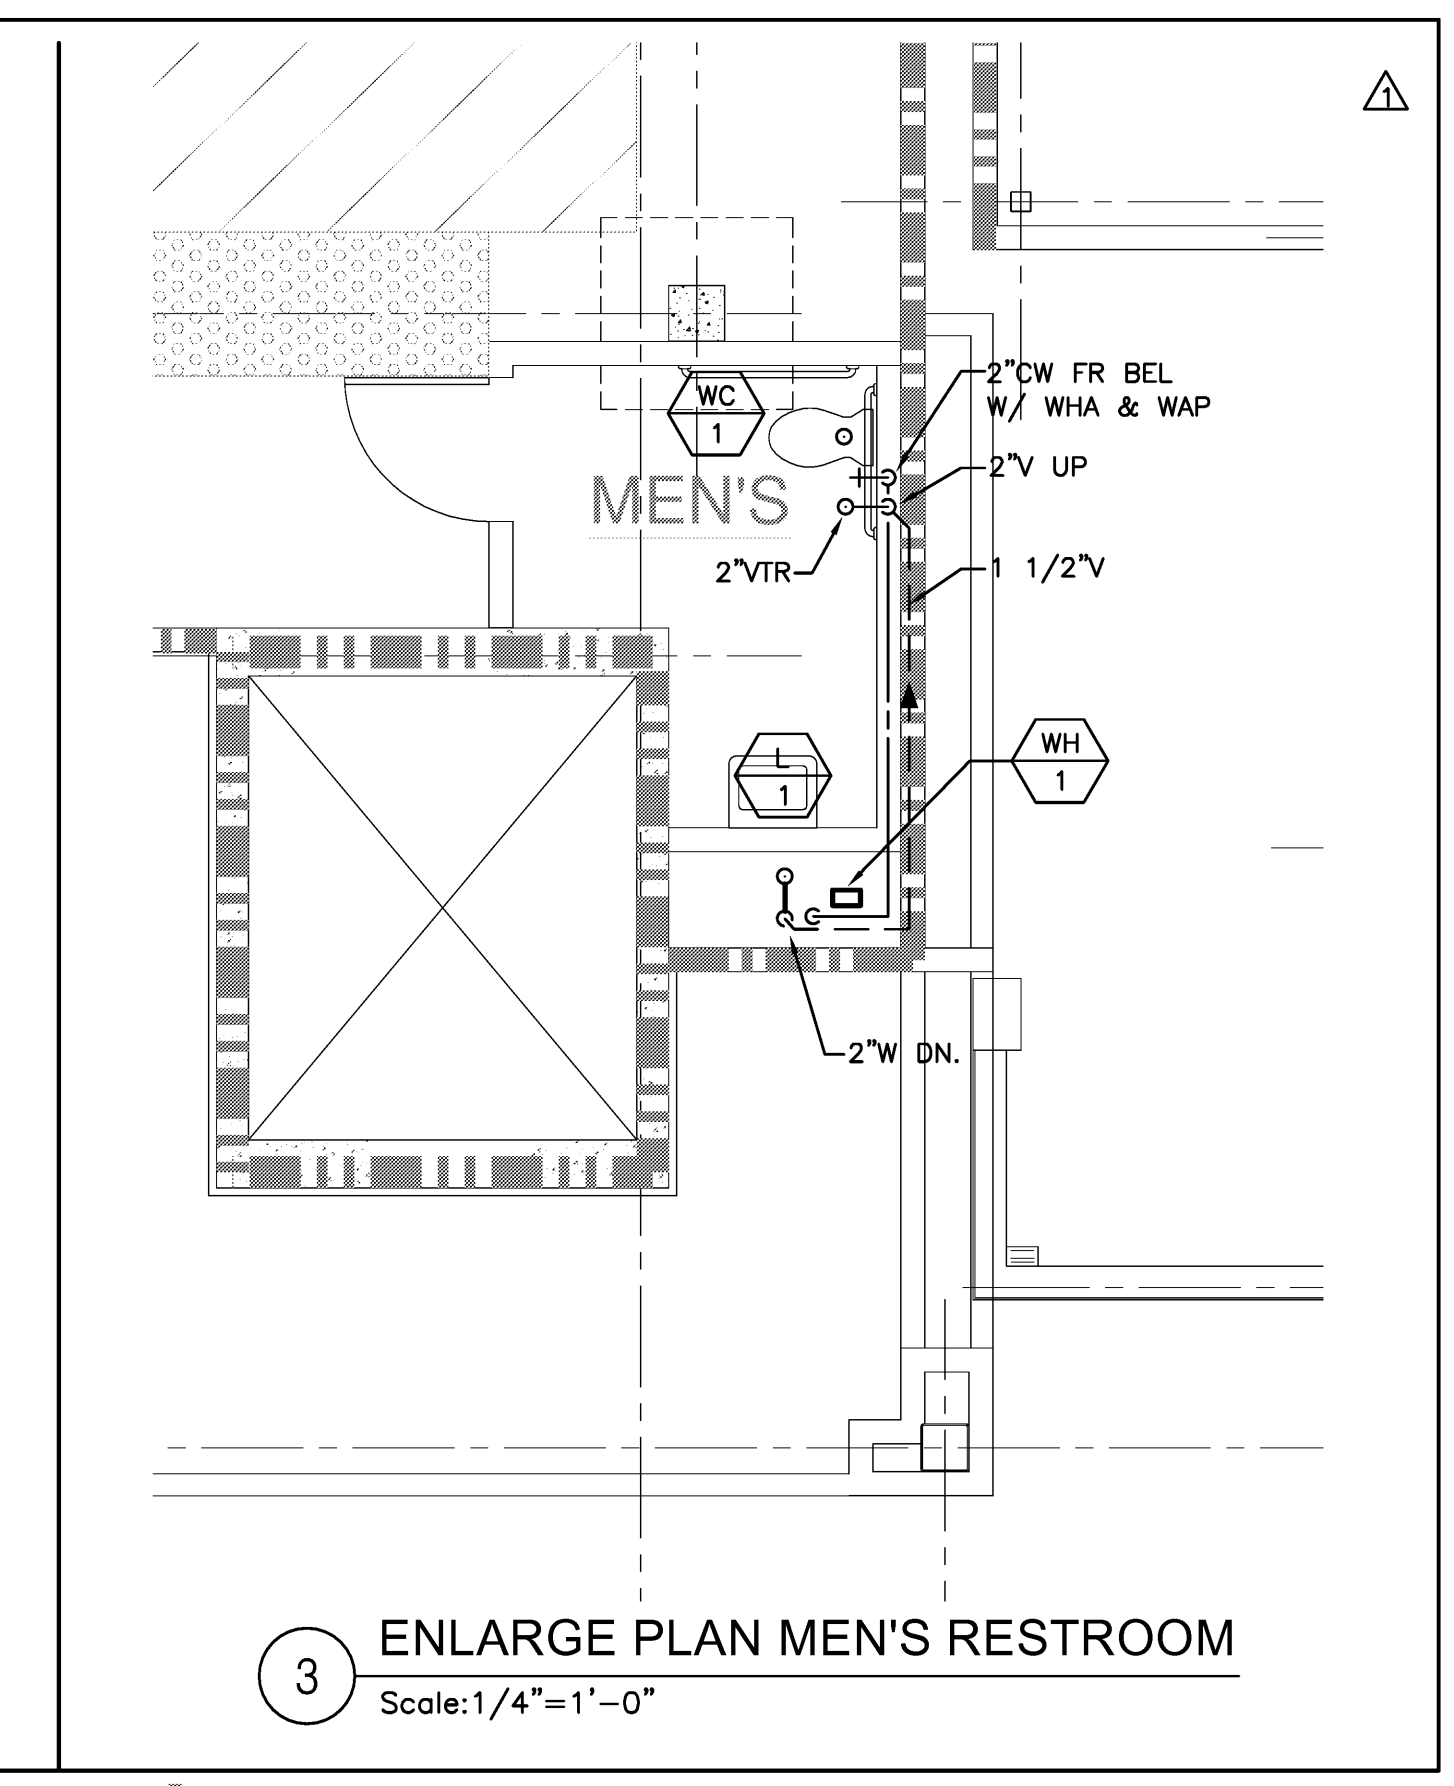 1
2"CW FR BEL
W/ WHA & WAP
WC
1
2"V UP
MEN'S
2"VTR
1 1/2"V
WH
1
L
1
2"W DN.
ENLARGE PLAN MEN'S RESTROOM
3
Scale:1/4"=1'-0"